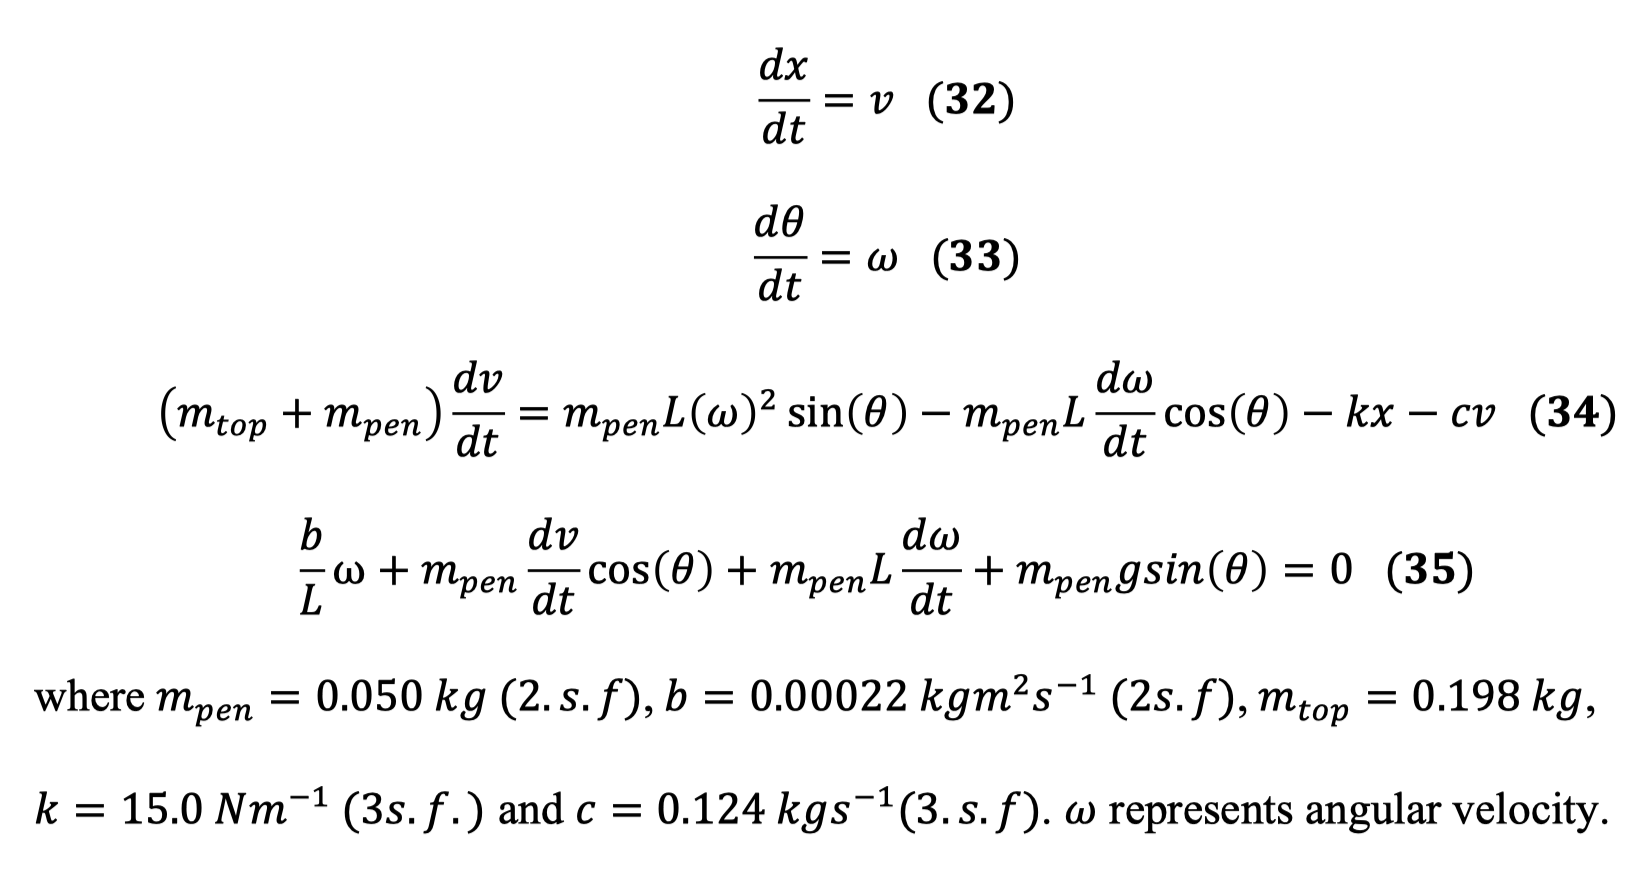 dx/dt = v (32)
dθ/dt = ω (33)
(m_top + m_pen) dv/dt = m_pen L(ω)² sin(θ) − m_pen L dω/dt cos(θ) − kx − cv (34)
b/L ω + m_pen dv/dt cos(θ) + m_pen L dω/dt + m_pen gsin(θ) = 0 (35)
where m_pen = 0.050 kg (2. s. f), b = 0.00022 kgm²s⁻¹ (2s. f), m_top = 0.198 kg,
k = 15.0 Nm⁻¹ (3s. f.) and c = 0.124 kgs⁻¹(3. s. f). ω represents angular velocity.